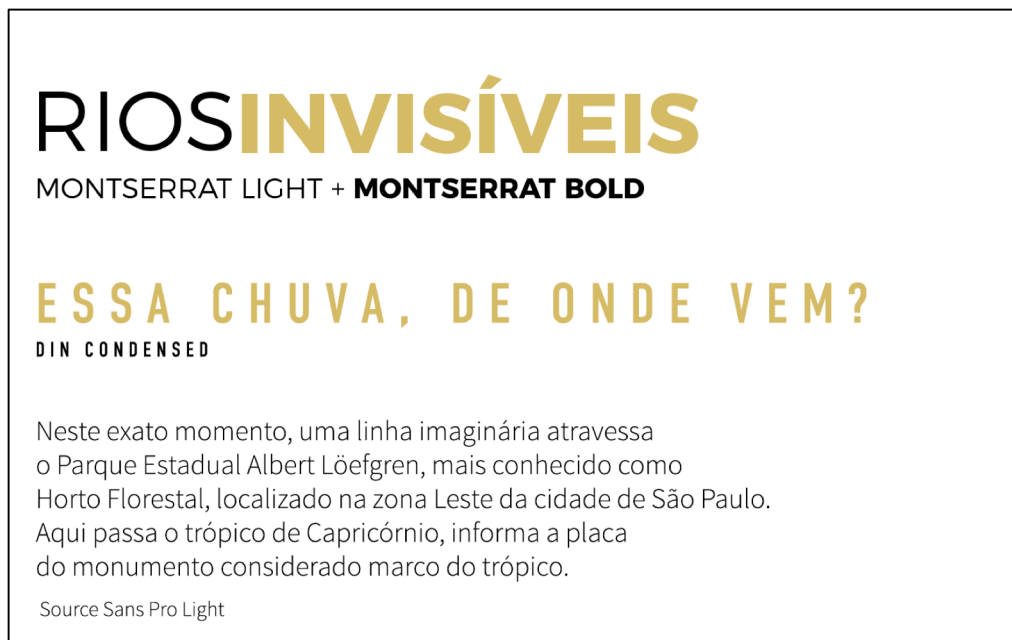 RIOSINVISÍVEIS
MONTSERRAT LIGHT + MONTSERRAT BOLD
ESSA CHUVA, DE ONDE VEM?
DIN CONDENSED
Neste exato momento, uma linha imaginária atravessa
o Parque Estadual Albert Löefgren, mais conhecido como
Horto Florestal, localizado na zona Leste da cidade de São Paulo.
Aqui passa o trópico de Capricórnio, informa a placa
do monumento considerado marco do trópico.
Source Sans Pro Light